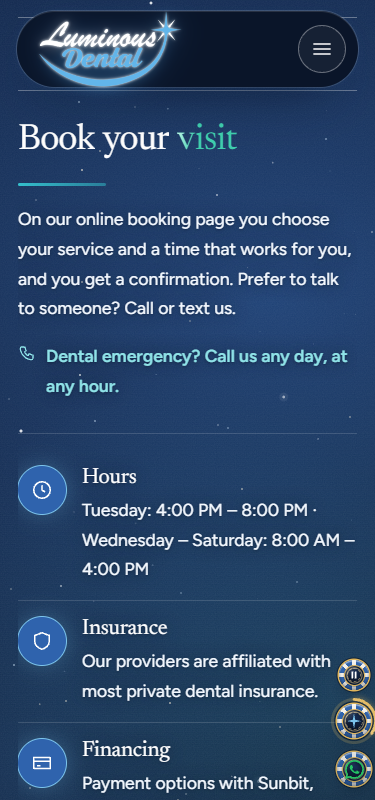 Luminous
Dental
Book your visit
On our online booking page you choose
your service and a time that works for you,
and you get a confirmation. Prefer to talk
to someone? Call or text us.
Dental emergency? Call us any day, at
any hour.
Hours
Tuesday: 4:00 PM – 8:00 PM ·
Wednesday – Saturday: 8:00 AM –
4:00 PM
Insurance
Our providers are affiliated with
most private dental insurance.
Financing
Payment options with Sunbit,